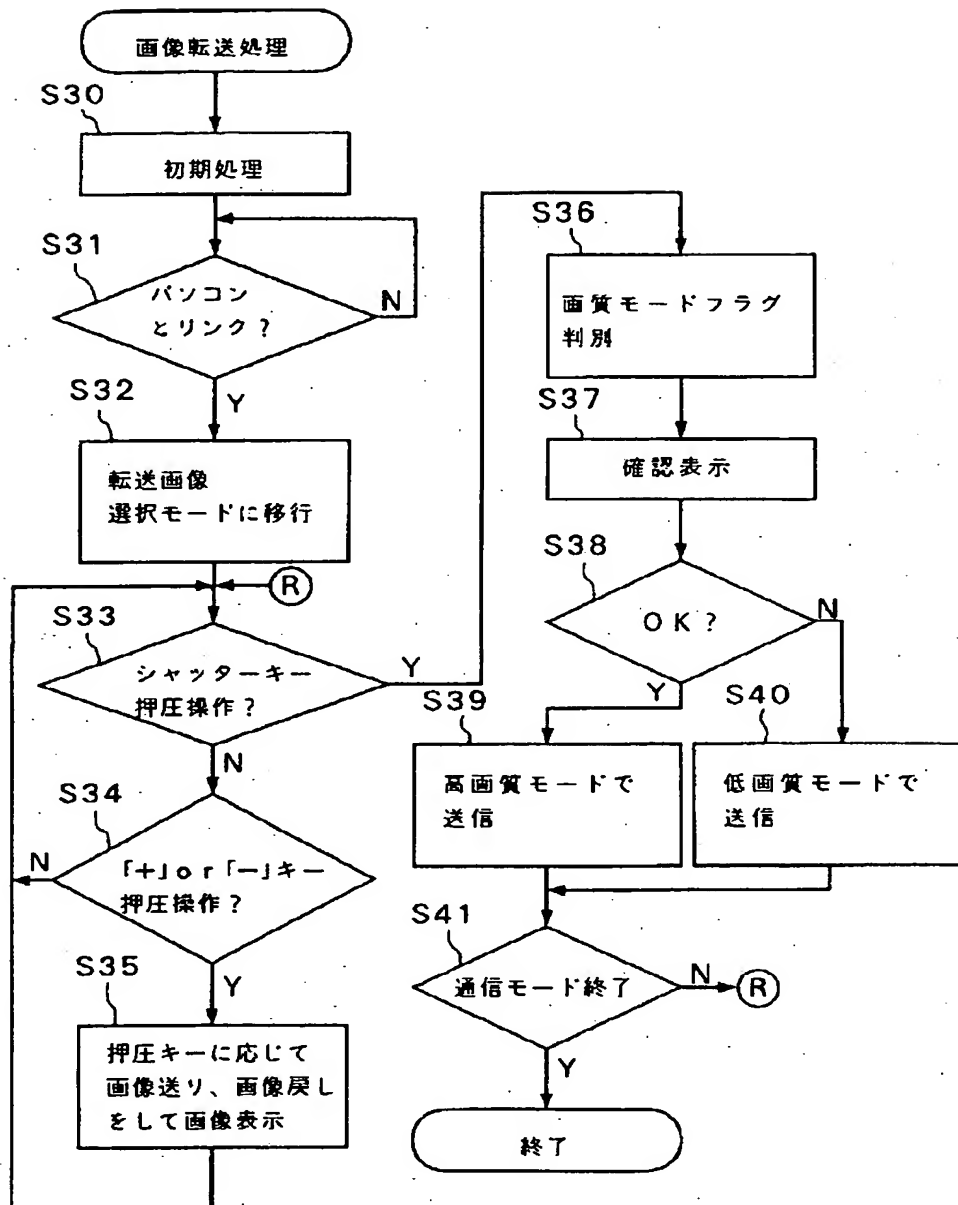 画像転送処理
S30
初期処理
S31
パソコン
とリンク?
N
Y
S32
転送画像
選択モードに移行
R
S33
シャッターキー
押圧操作?
Y
N
S34
「+」or「−」キー
押圧操作?
N
Y
S35
押圧キーに応じて
画像送り、画像戻し
をして画像表示
S36
画質モードフラグ
判別
S37
確認表示
S38
OK?
N
Y
S39
高画質モードで
送信
S40
低画質モードで
送信
S41
通信モード終了
N
R
Y
終了